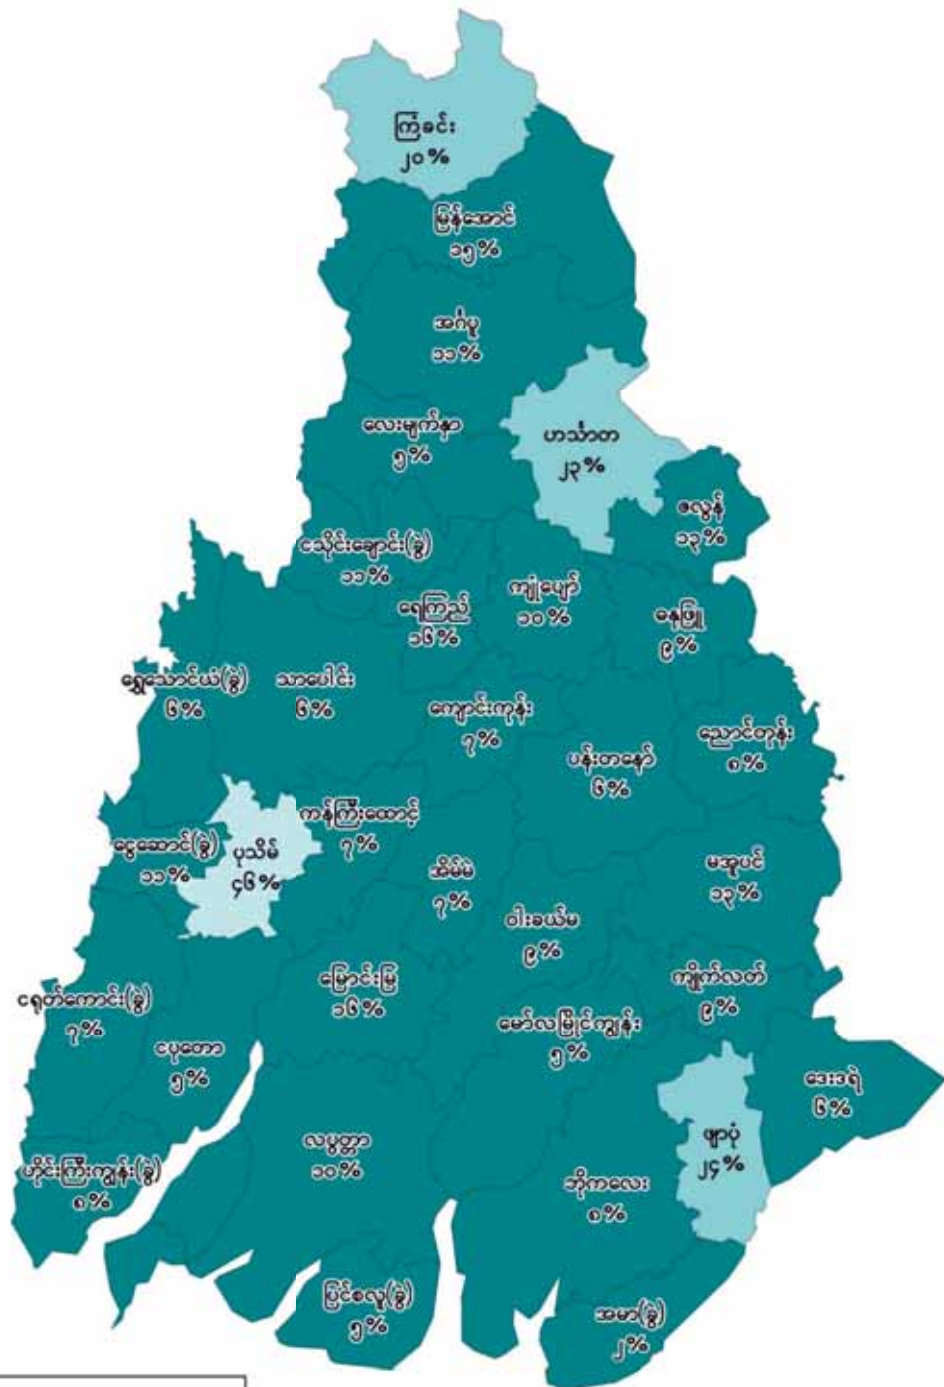 ကြံခင်း
၂၀%
မြန်အောင်
၁၅%
အင်္ဂပူ
၁၁%
လေးမျက်နှာ
၅%
ဟင်္သာတ
၂၃%
ဇလွန်
၁၃%
ငသိုင်းချောင်း(ခွဲ)
၁၁%
ရေကြည်
၁၆%
ကျုံပျော်
၁၀%
ဓနုဖြူ
၉%
ရွှေသောင်ယံ(ခွဲ)
၆%
သာပေါင်း
၆%
ကျောင်းကုန်း
၇%
ပန်းတနော်
၆%
ညောင်တုန်း
၈%
ငွေဆောင်(ခွဲ)
၁၁%
ပုသိမ်
၄၆%
ကန်ကြီးထောင့်
၇%
အိမ်မဲ
၇%
ဝါးခယ်မ
၉%
မအူပင်
၁၃%
ငရုတ်ကောင်း(ခွဲ)
၇%
ငပုတော
၅%
မြောင်းမြ
၁၆%
မော်လမြိုင်ကျွန်း
၅%
ကျိုက်လတ်
၉%
ဒေးဒရဲ
၆%
ဟိုင်းကြီးကျွန်း(ခွဲ)
၈%
လပွတ္တာ
၁၀%
ဘိုကလေး
၈%
ဖျာပုံ
၂၄%
ပြင်စလူ(ခွဲ)
၅%
အမာ(ခွဲ)
၂%